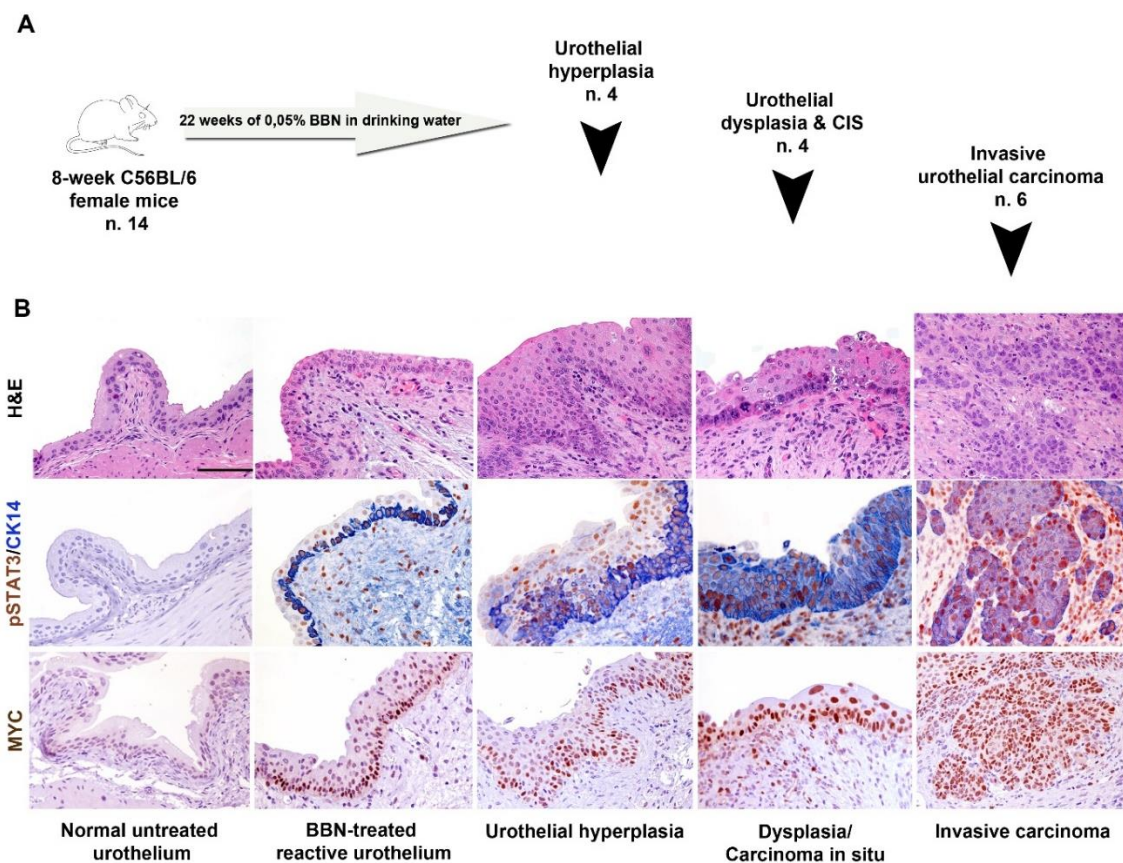 A
22 weeks of 0,05% BBN in drinking water
8-week C56BL/6
female mice
n. 14
Urothelial
hyperplasia
n. 4
Urothelial
dysplasia & CIS
n. 4
Invasive
urothelial carcinoma
n. 6
B
H&E
pSTAT3/CK14
MYC
Normal untreated
urothelium
BBN-treated
reactive urothelium
Urothelial hyperplasia
Dysplasia/
Carcinoma in situ
Invasive carcinoma